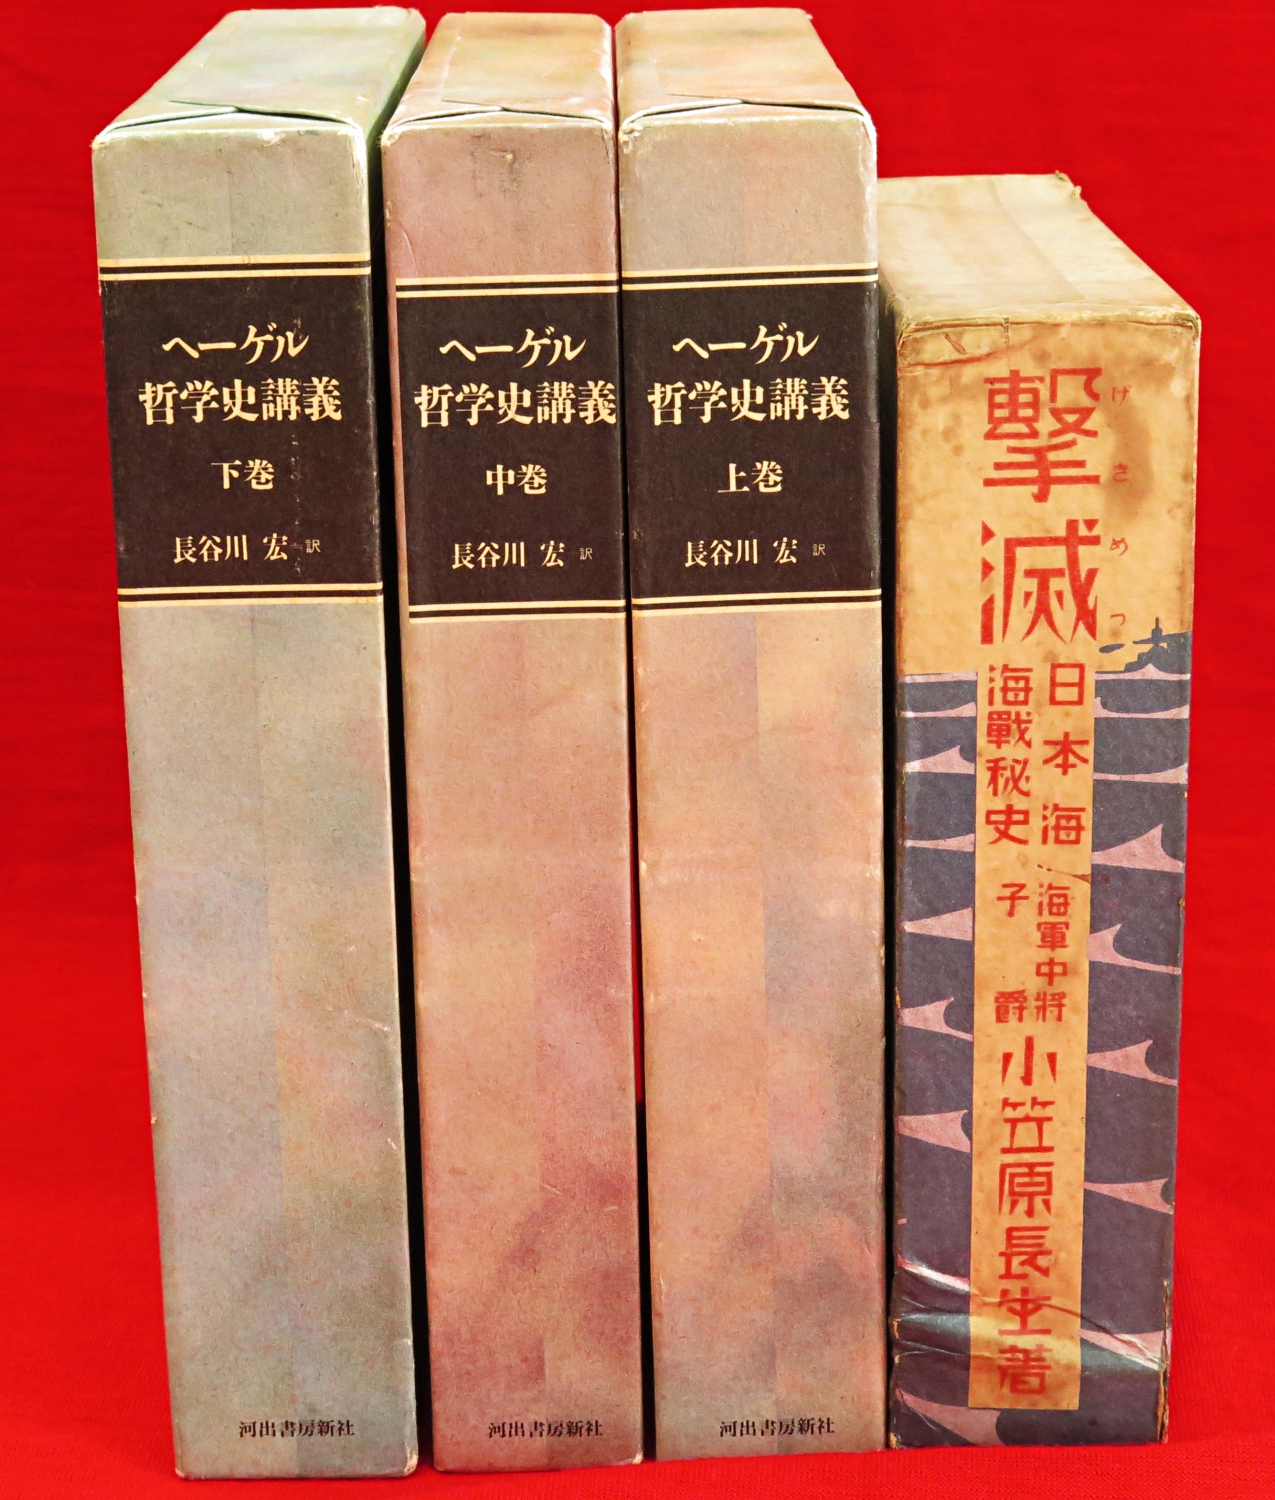 ヘーゲル
哲学史講義
下巻
長谷川 宏 訳
河出書房新社
ヘーゲル
哲学史講義
中巻
長谷川 宏 訳
河出書房新社
ヘーゲル
哲学史講義
上巻
長谷川 宏 訳
河出書房新社
撃滅
げきめつ
日本海
海戰秘史
海軍中將
子爵
小笠原長生著